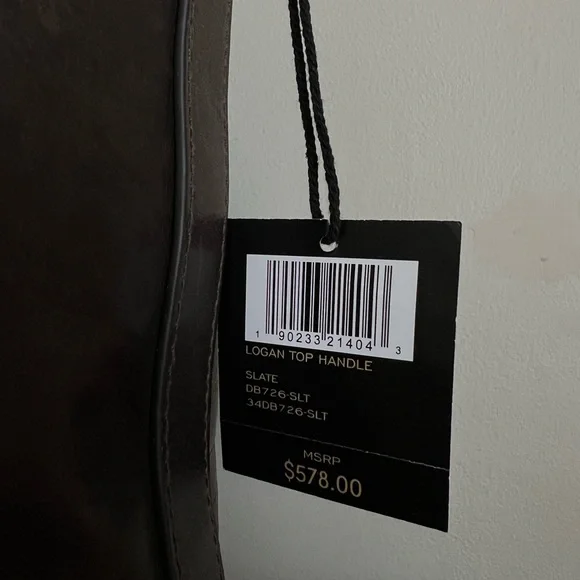 1 90233 21404 3
LOGAN TOP HANDLE
SLATE
DB726-SLT
34DB726-SLT
MSRP
$578.00